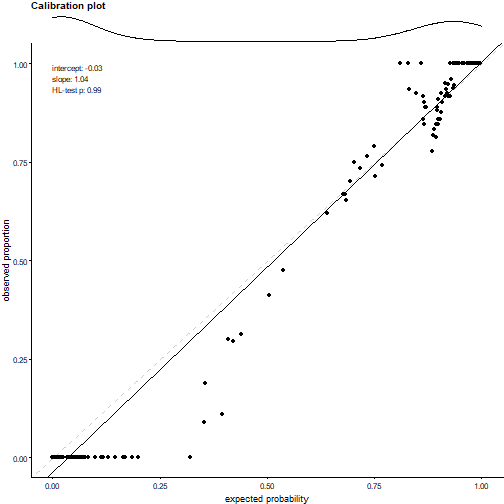 Calibration plot
intercept: -0.03
slope: 1.04
HL-test p: 0.99
1.00
0.75
0.50
0.25
0.00
observed proportion
0.00 0.25 0.50 0.75 1.00
expected probability